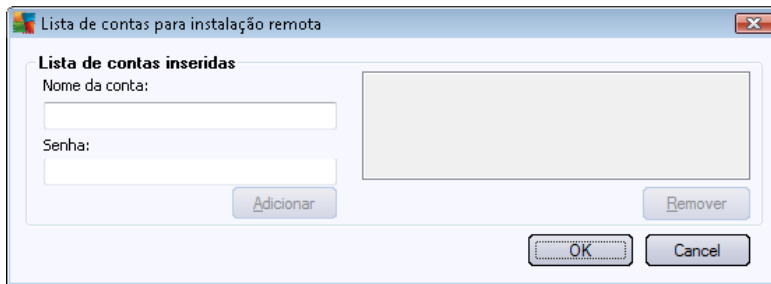 Lista de contas para instalação remota
Lista de contas inseridas
Nome da conta:
Senha:
Adicionar
Remover
OK
Cancel